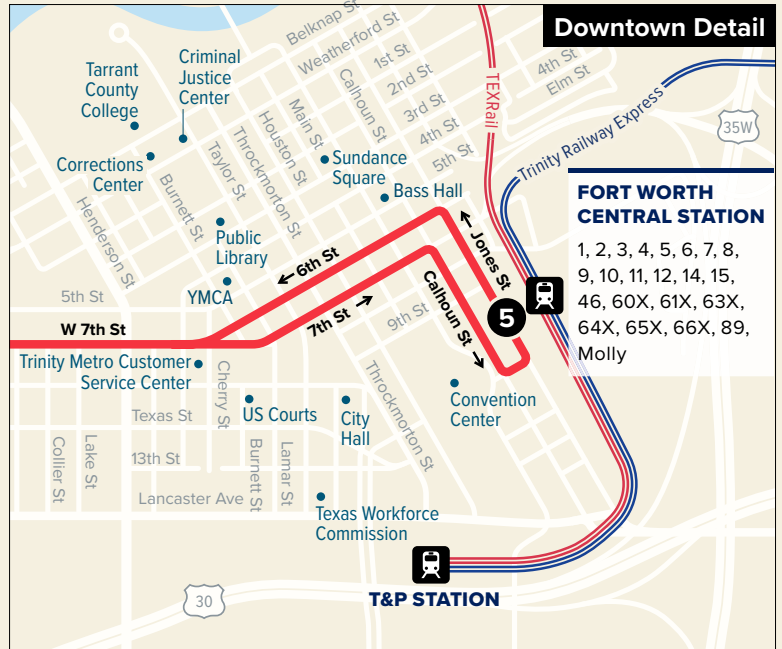 Downtown Detail
Belknap St
Weatherford St
1st St
2nd St
3rd St
4th St
5th St
4th St
Elm St
TEXRail
Trinity Railway Express
35W
Tarrant
County
College
Criminal
Justice
Center
Corrections
Center
Calhoun St
Main St
Houston St
Throckmorton St
Taylor St
Burnett St
Henderson St
Sundance
Square
Bass Hall
Public
Library
YMCA
FORT WORTH
CENTRAL STATION
1, 2, 3, 4, 5, 6, 7, 8,
9, 10, 11, 12, 14, 15,
46, 60X, 61X, 63X,
64X, 65X, 66X, 89,
Molly
←6th St
←Jones St
7th St →
Calhoun St →
9th St
5
5th St
W 7th St
Trinity Metro Customer
Service Center
Cherry St
US Courts
City
Hall
Throckmorton St
Convention
Center
Texas St
13th St
Lancaster Ave
Collier St
Lake St
Burnett St
Lamar St
Texas Workforce
Commission
T&P STATION
30